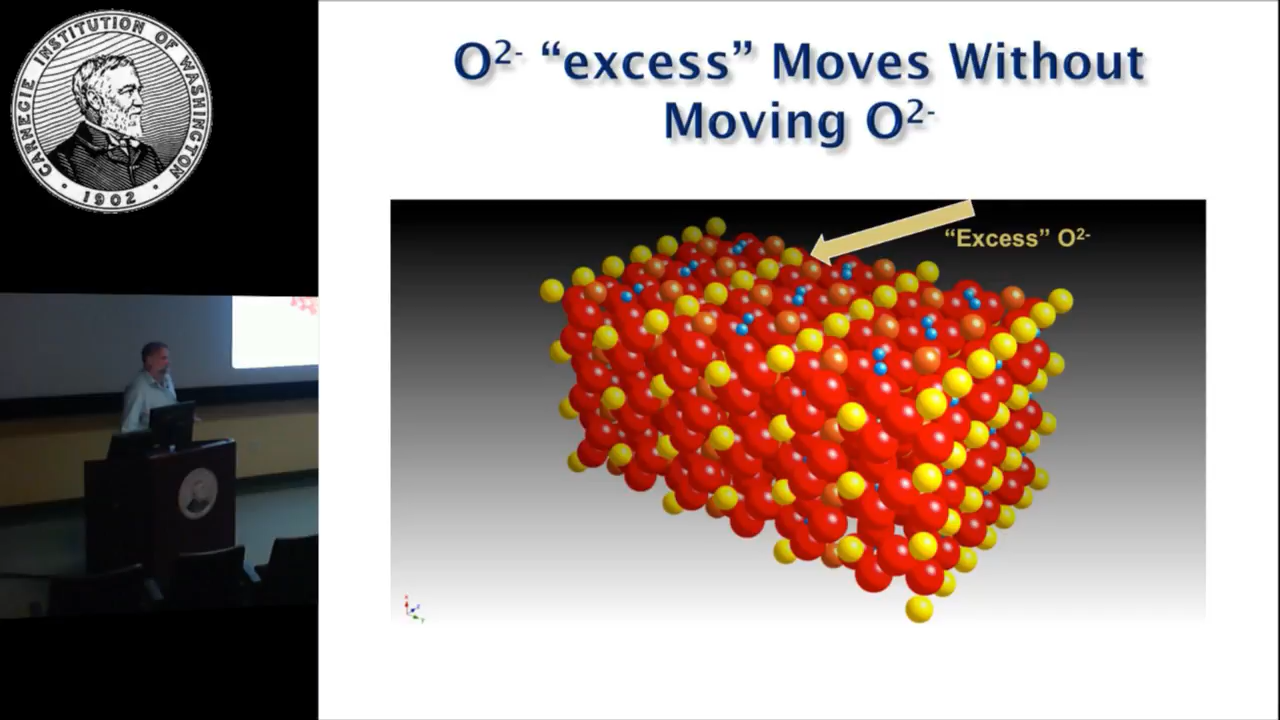 CARNEGIE INSTITUTION OF WASHINGTON
· 1902 ·
O²⁻ “excess” Moves Without
Moving O²⁻
“Excess” O²⁻